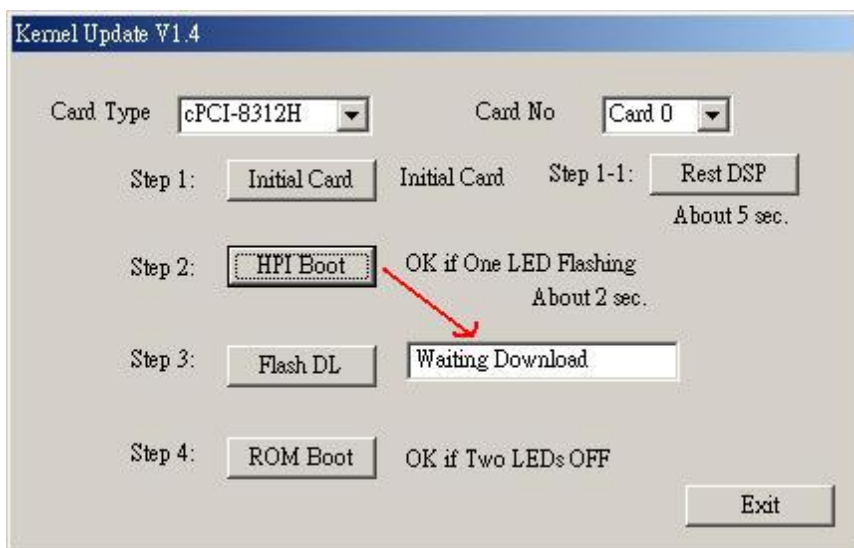 Kernel Update V1.4
Card Type cPCI-8312H Card No Card 0
Step 1: Initial Card Initial Card Step 1-1: Rest DSP
About 5 sec.
Step 2: HPI Boot OK if One LED Flashing
About 2 sec.
Step 3: Flash DL Waiting Download
Step 4: ROM Boot OK if Two LEDs OFF
Exit